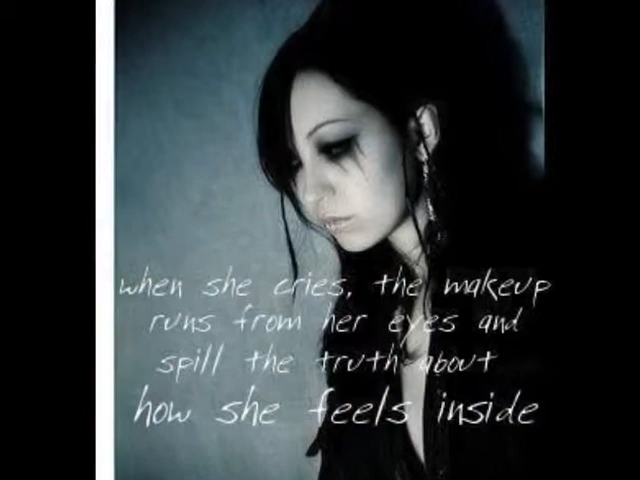 when she cries, the makeup
runs from her eyes and
spill the truth about
how she feels inside